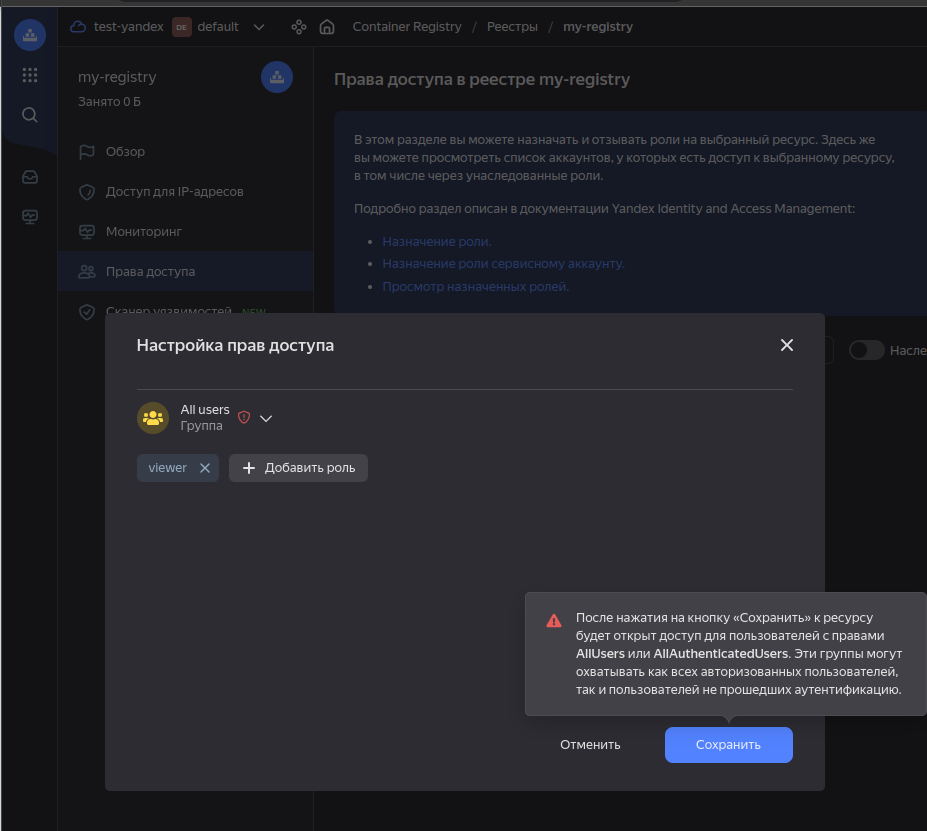 test-yandex DE default Container Registry / Реестры / my-registry
my-registry
Занято 0 Б
Обзор
Доступ для IP-адресов
Мониторинг
Права доступа
Сканер уязвимостей NEW
Права доступа в реестре my-registry
В этом разделе вы можете назначать и отзывать роли на выбранный ресурс. Здесь же
вы можете просмотреть список аккаунтов, у которых есть доступ к выбранному ресурсу,
в том числе через унаследованные роли.
Подробно раздел описан в документации Yandex Identity and Access Management:
• Назначение роли.
• Назначение роли сервисному аккаунту.
• Просмотр назначенных ролей.
Насле
Настройка прав доступа
All users
Группа
viewer
Добавить роль
После нажатия на кнопку «Сохранить» к ресурсу
будет открыт доступ для пользователей с правами
AllUsers или AllAuthenticatedUsers. Эти группы могут
охватывать как всех авторизованных пользователей,
так и пользователей не прошедших аутентификацию.
Отменить
Сохранить